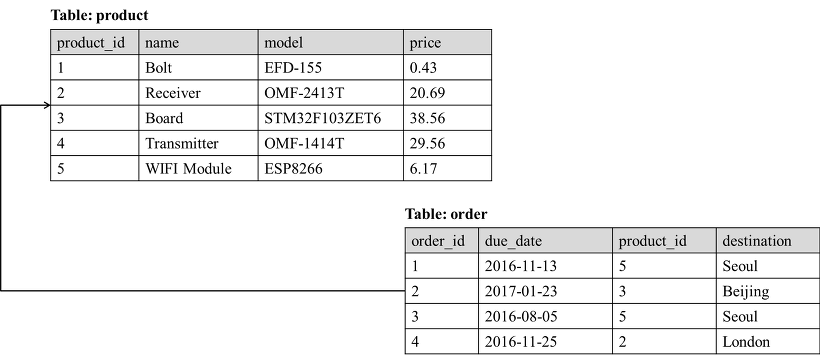 Table: product
product_id name model price
1 Bolt EFD-155 0.43
2 Receiver OMF-2413T 20.69
3 Board STM32F103ZET6 38.56
4 Transmitter OMF-1414T 29.56
5 WIFI Module ESP8266 6.17
Table: order
order_id due_date product_id destination
1 2016-11-13 5 Seoul
2 2017-01-23 3 Beijing
3 2016-08-05 5 Seoul
4 2016-11-25 2 London